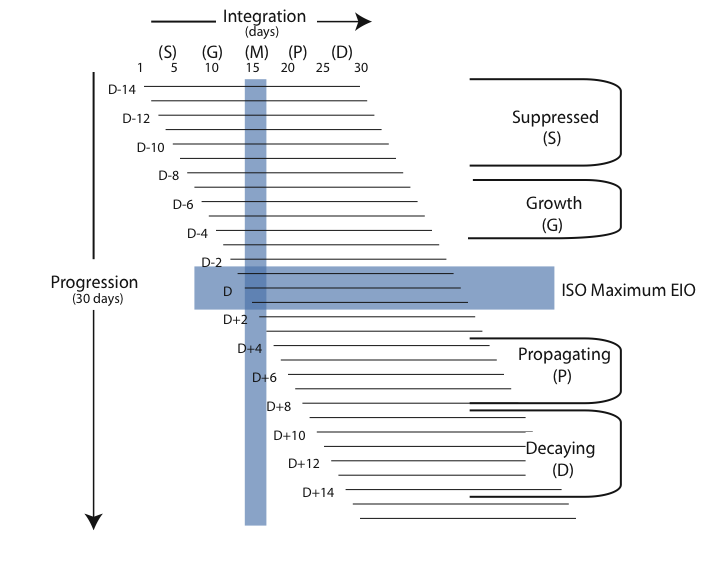 Integration
(days)
(S) (G) (M) (P) (D)
1 5 10 15 20 25 30
D-14
D-12
D-10
D-8
D-6
D-4
D-2
D
D+2
D+4
D+6
D+8
D+10
D+12
D+14
Progression
(30 days)
Suppressed
(S)
Growth
(G)
ISO Maximum EIO
Propagating
(P)
Decaying
(D)